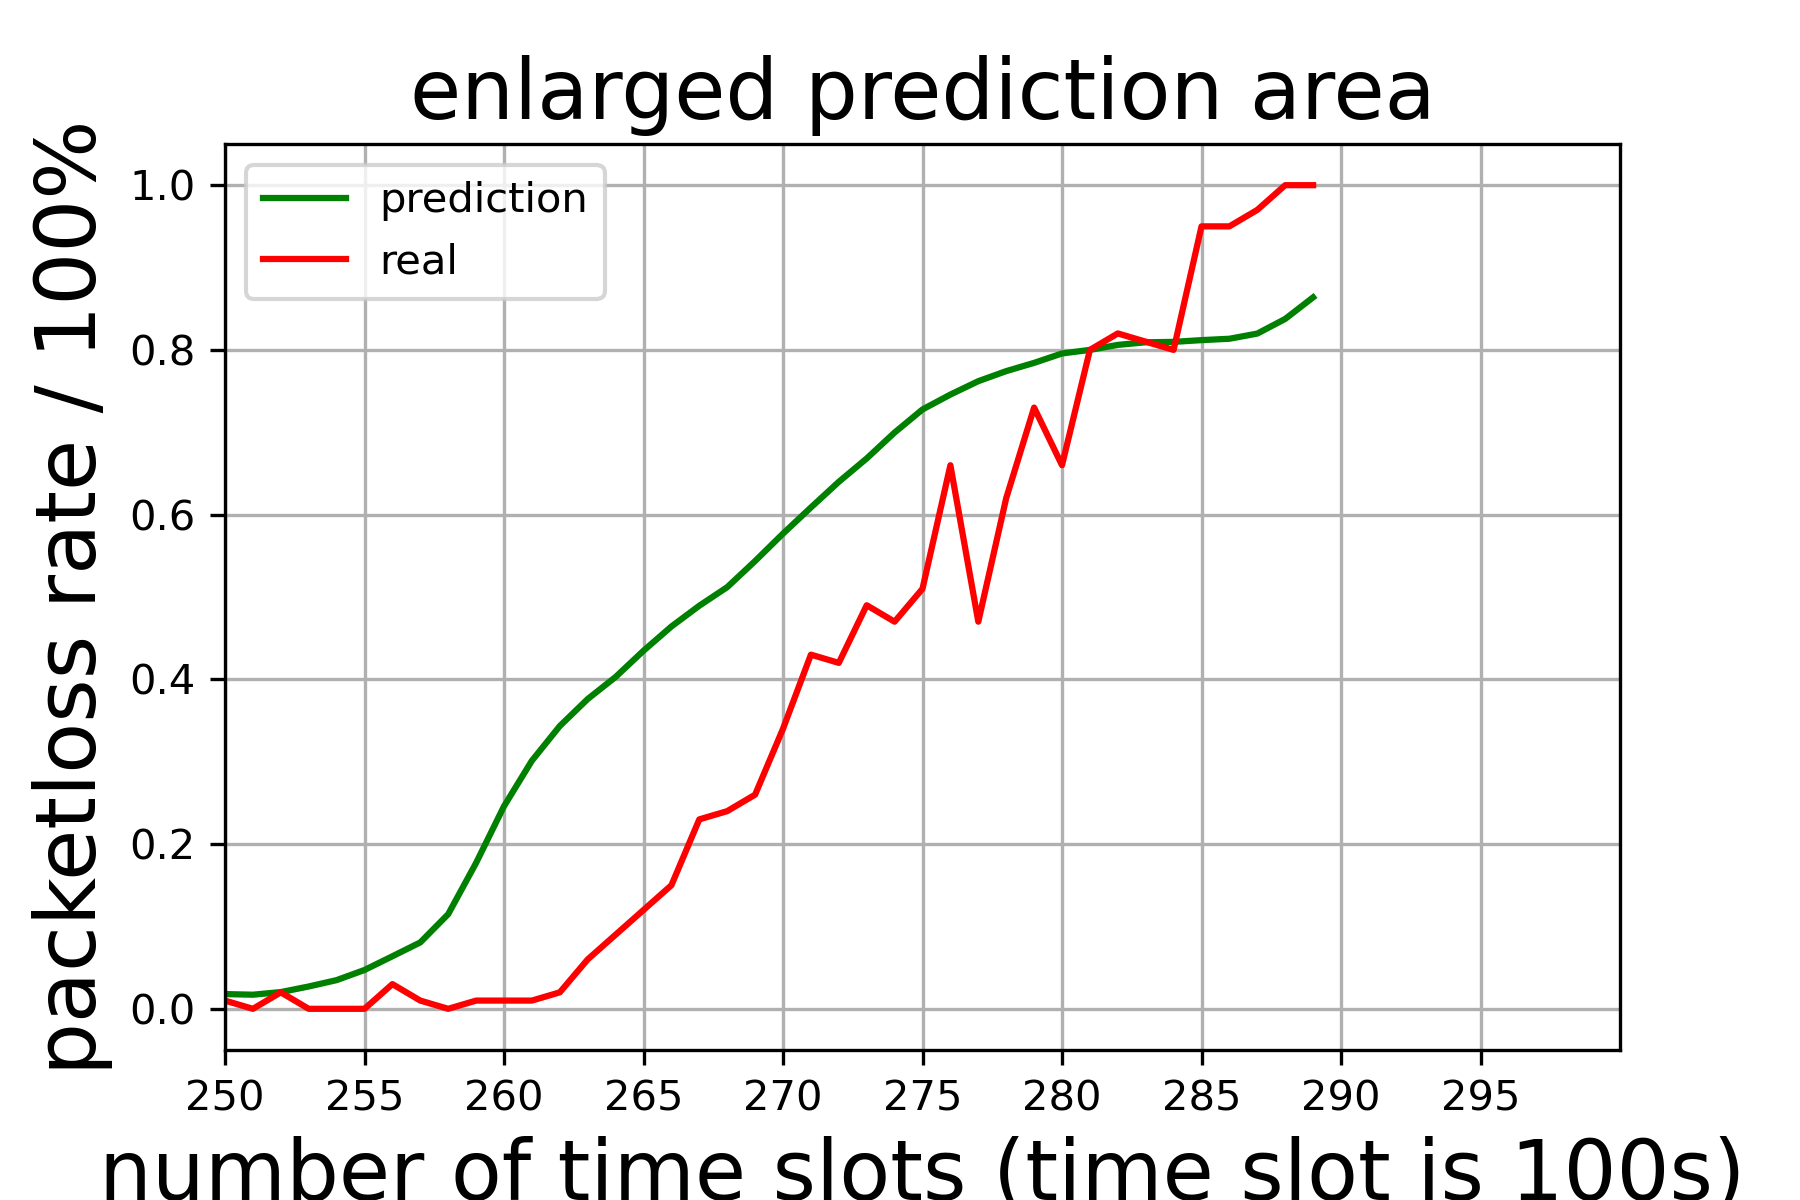 enlarged prediction area
packetloss rate / 100%
prediction
real
1.0
0.8
0.6
0.4
0.2
0.0
250 255 260 265 270 275 280 285 290 295
number of time slots (time slot is 100s)